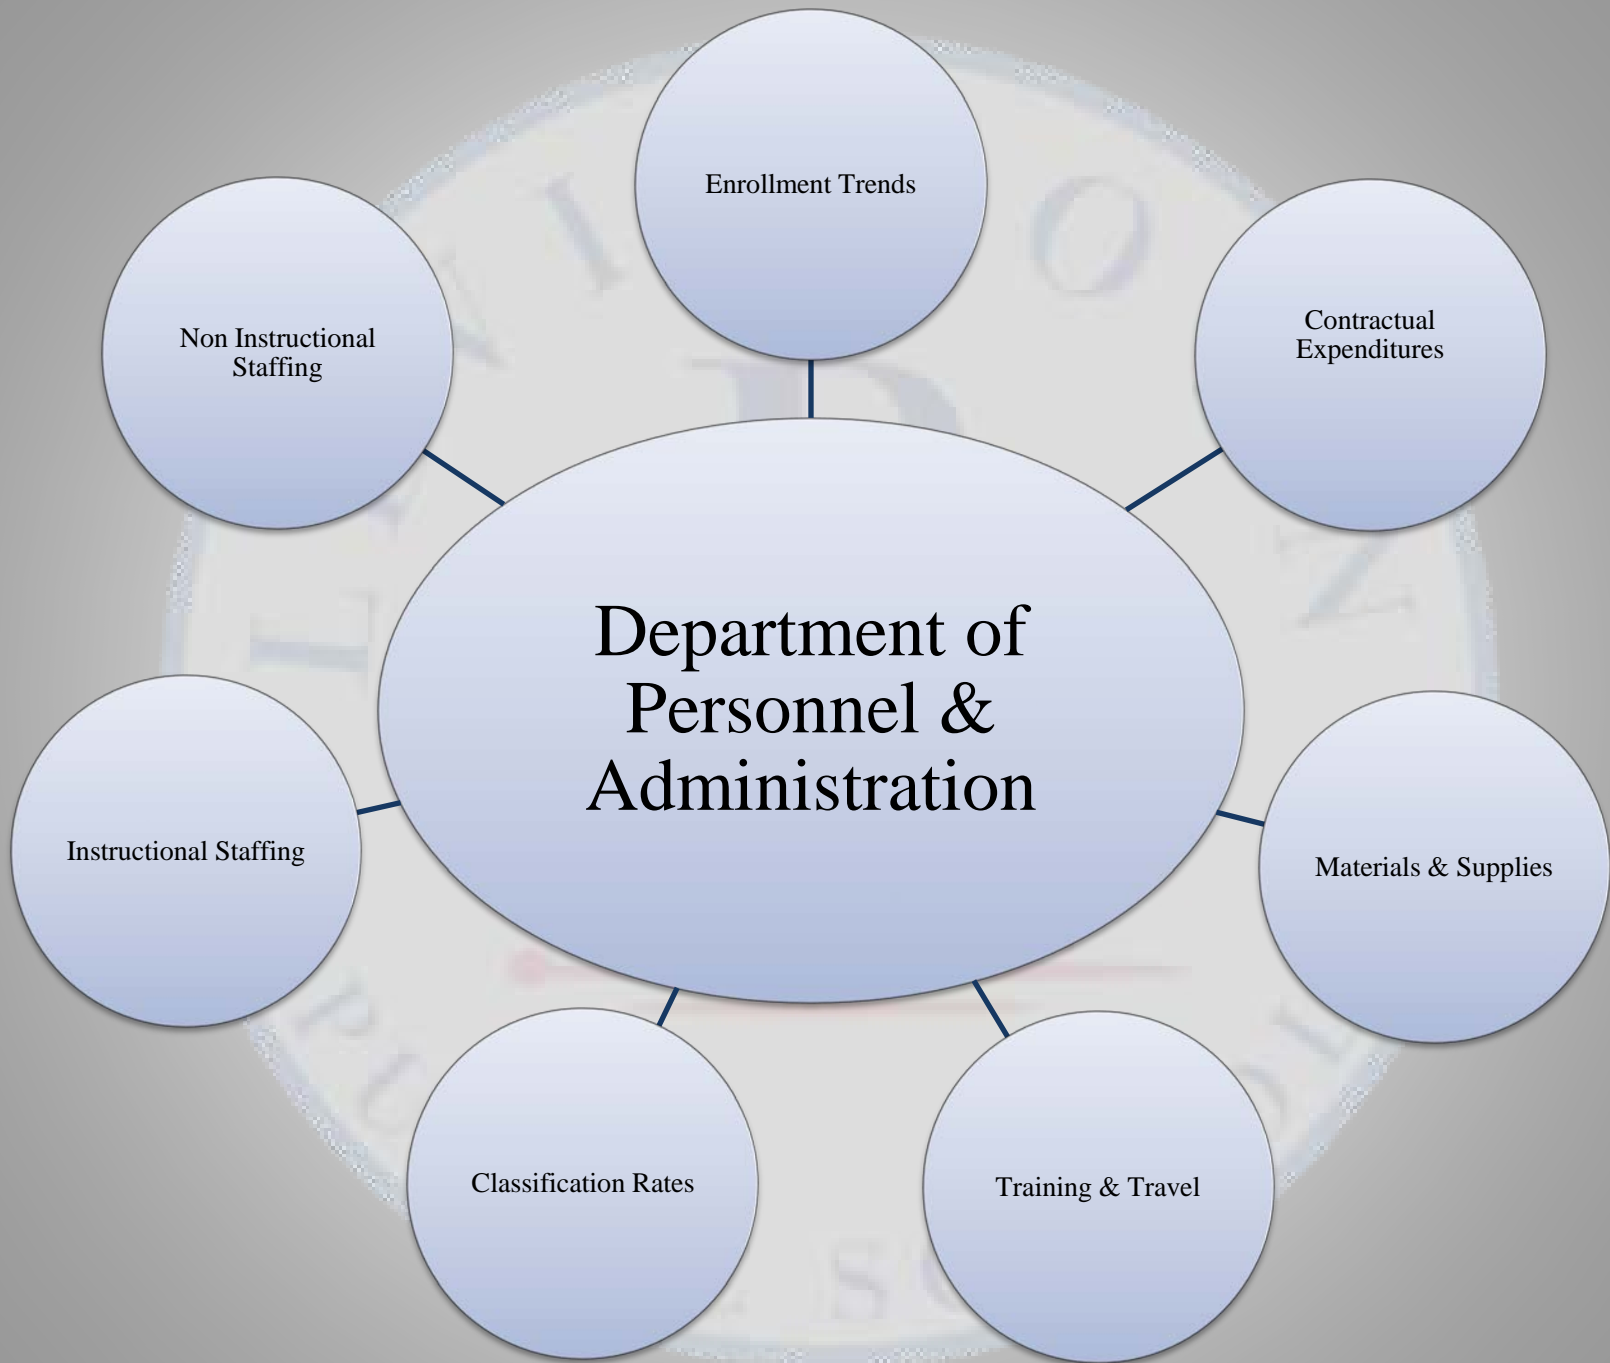 Enrollment Trends
Contractual
Expenditures
Materials & Supplies
Training & Travel
Classification Rates
Instructional Staffing
Non Instructional
Staffing
Department of
Personnel &
Administration